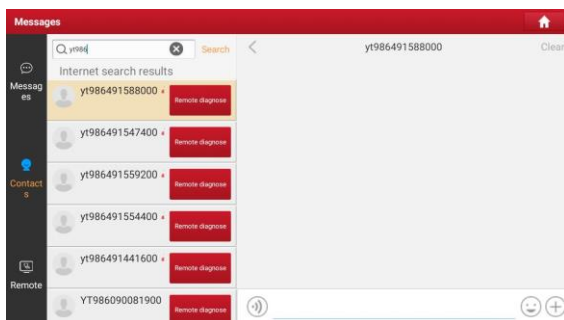 Messages
yt986
Search
yt986491588000
Clear
Internet search results
Messag
es
yt986491588000
Remote diagnose
yt986491547400
Remote diagnose
Contact
s
yt986491559200
Remote diagnose
yt986491554400
Remote diagnose
yt986491441600
Remote diagnose
Remote
YT986090081900
Remote diagnose